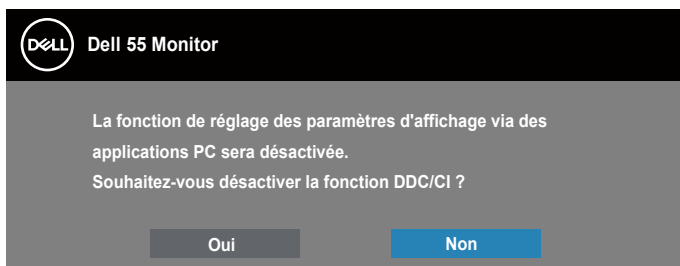 DELL
Dell 55 Monitor
La fonction de réglage des paramètres d'affichage via des
applications PC sera désactivée.
Souhaitez-vous désactiver la fonction DDC/CI ?
Oui
Non